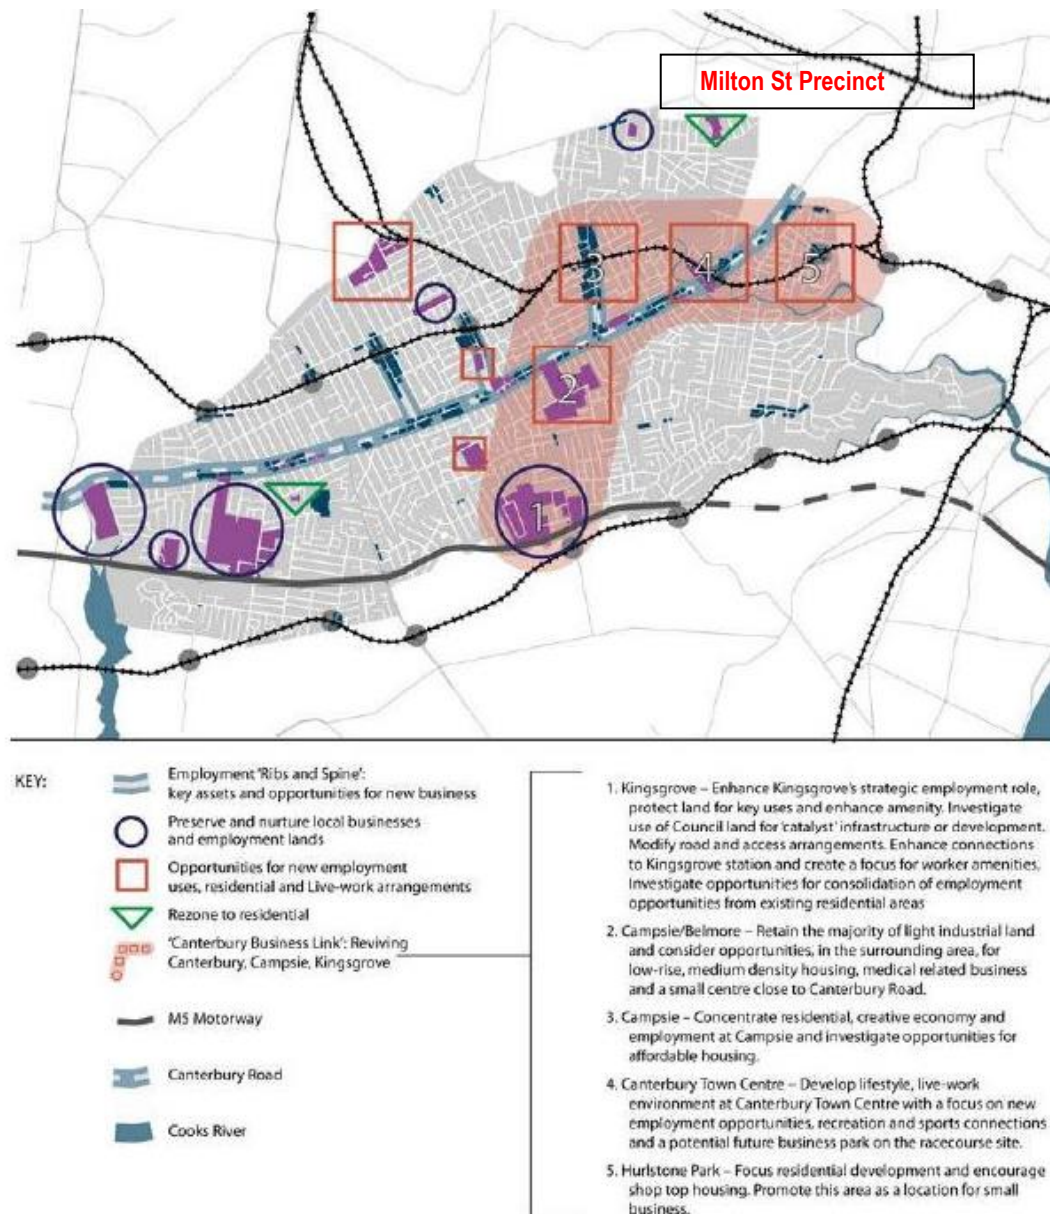 Milton St Precinct
3
4
5
2
1
KEY:
Employment 'Ribs and Spine':
key assets and opportunities for new business
Preserve and nurture local businesses
and employment lands
Opportunities for new employment
uses, residential and Live-work arrangements
Rezone to residential
'Canterbury Business Link': Reviving
Canterbury, Campsie, Kingsgrove
M5 Motorway
Canterbury Road
Cooks River
1. Kingsgrove – Enhance Kingsgrove's strategic employment role,
protect land for key uses and enhance amenity. Investigate
use of Council land for 'catalyst' infrastructure or development.
Modify road and access arrangements. Enhance connections
to Kingsgrove station and create a focus for worker amenities.
Investigate opportunities for consolidation of employment
opportunities from existing residential areas
2. Campsie/Belmore – Retain the majority of light industrial land
and consider opportunities, in the surrounding area, for
low-rise, medium density housing, medical related business
and a small centre close to Canterbury Road.
3. Campsie – Concentrate residential, creative economy and
employment at Campsie and investigate opportunities for
affordable housing.
4. Canterbury Town Centre – Develop lifestyle, live-work
environment at Canterbury Town Centre with a focus on new
employment opportunities, recreation and sports connections
and a potential future business park on the racecourse site.
5. Hurlstone Park – Focus residential development and encourage
shop top housing. Promote this area as a location for small
business.